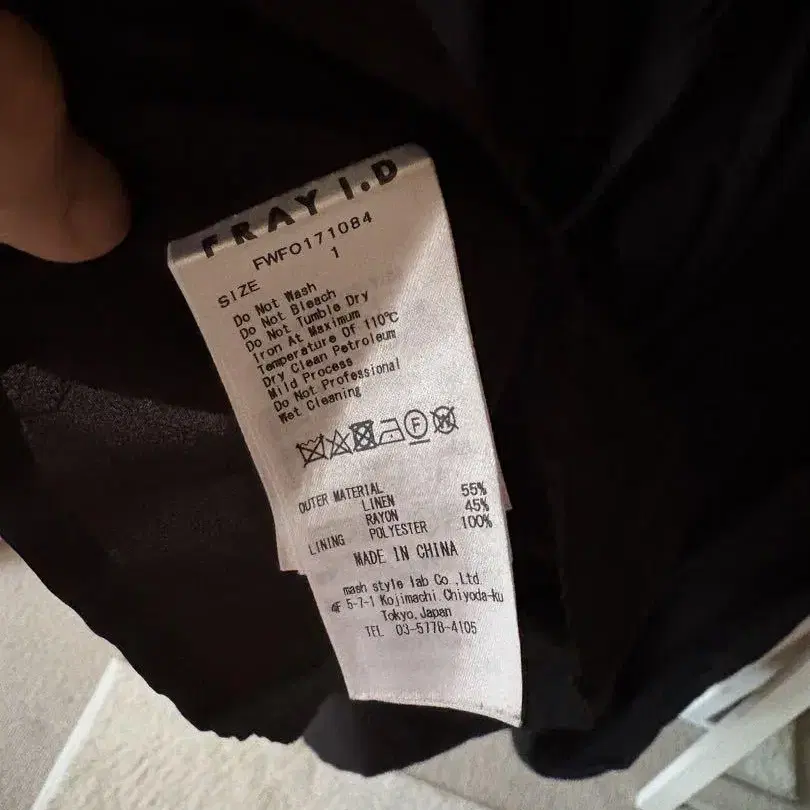 FRAY I.D
FWFO171084
SIZE 1
Do Not Wash
Do Not Bleach
Do Not Tumble Dry
Iron At Maximum
Temperature Of 110℃
Dry Clean Petroleum
Mild Process
Do Not Professional
Wet Cleaning
F W
OUTER MATERIAL
LINEN 55%
RAYON 45%
LINING POLYESTER 100%
MADE IN CHINA
mash style lab Co.,Ltd
4F 5-7-1 Kojimachi.Chiyoda-ku
Tokyo.Japan
TEL 03-5778-4105